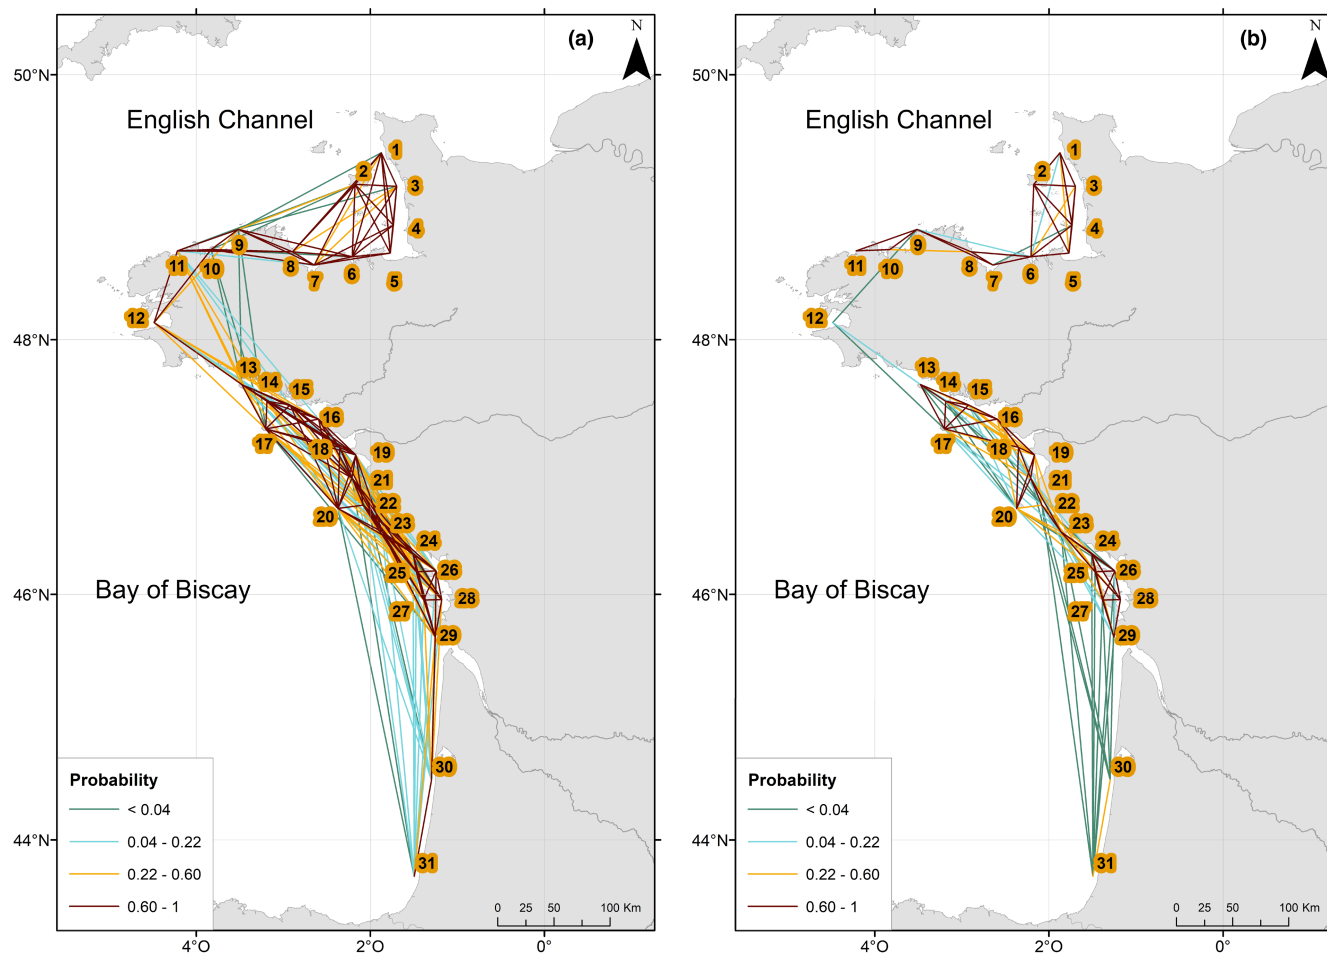 (a)
N
50°N
English Channel
1
2
3
4
9
5
11
10
8
7
6
12
48°N
13
14
15
16
17
18
19
21
20
22
23
24
25
26
Bay of Biscay
46°N
27
28
29
30
Probability
< 0.04
0.04 - 0.22
0.22 - 0.60
0.60 - 1
44°N
31
0 25 50 100 Km
4°O 2°O 0°
(b)
N
50°N
English Channel
1
2
3
4
9
5
11
10
8
7
6
12
48°N
13
14
15
16
17
18
19
21
20
22
23
24
25
26
Bay of Biscay
46°N
27
28
29
30
Probability
< 0.04
0.04 - 0.22
0.22 - 0.60
0.60 - 1
44°N
31
0 25 50 100 Km
4°O 2°O 0°